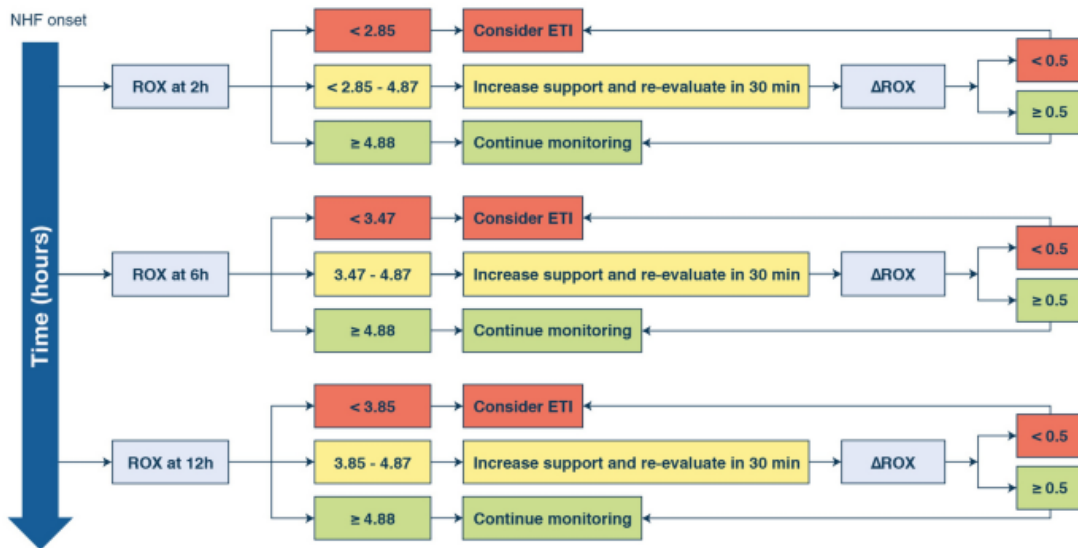 NHF onset
Time (hours)
ROX at 2h
< 2.85
Consider ETI
< 2.85 - 4.87
Increase support and re-evaluate in 30 min
ΔROX
< 0.5
≥ 0.5
≥ 4.88
Continue monitoring
ROX at 6h
< 3.47
Consider ETI
3.47 - 4.87
Increase support and re-evaluate in 30 min
ΔROX
< 0.5
≥ 0.5
≥ 4.88
Continue monitoring
ROX at 12h
< 3.85
Consider ETI
3.85 - 4.87
Increase support and re-evaluate in 30 min
ΔROX
< 0.5
≥ 0.5
≥ 4.88
Continue monitoring